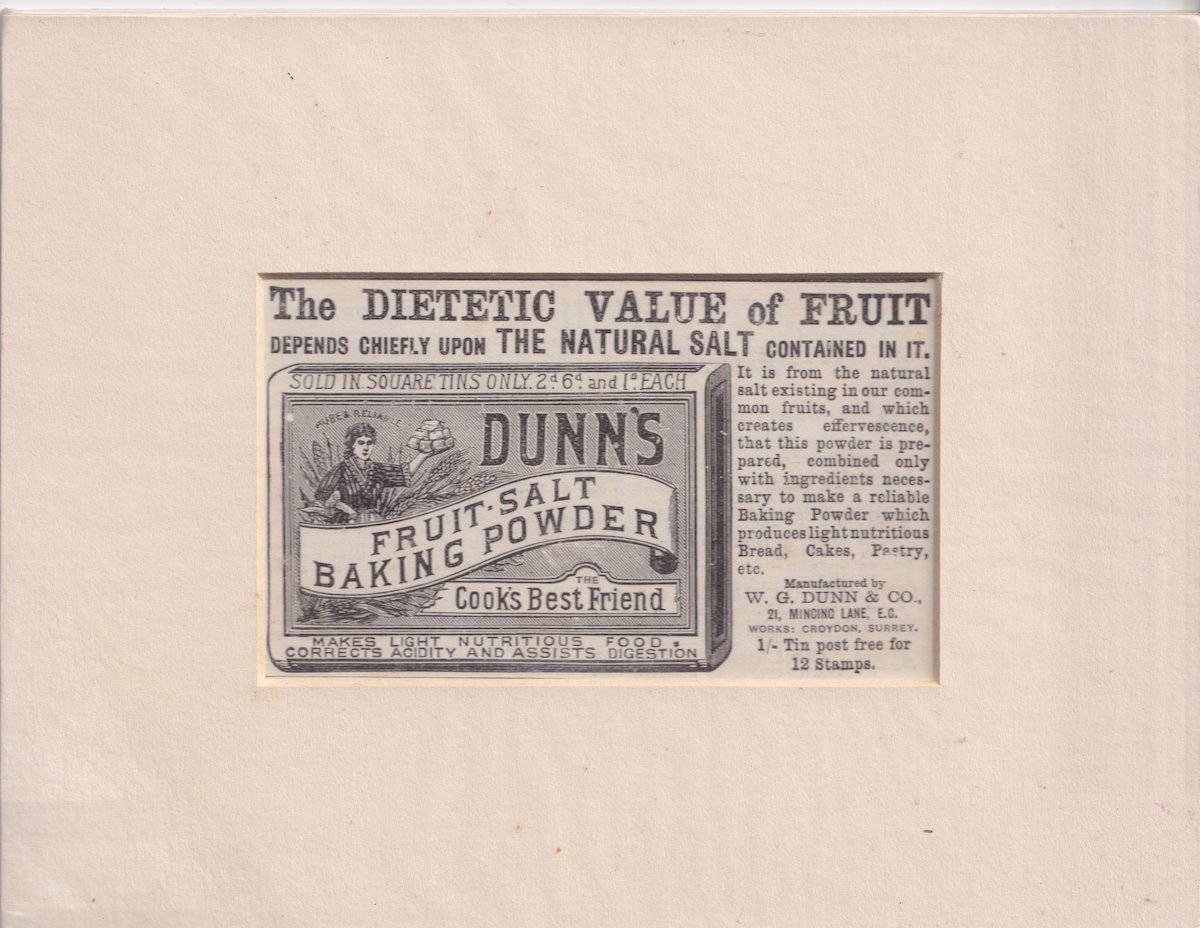 The DIETETIC VALUE of FRUIT
DEPENDS CHIEFLY UPON THE NATURAL SALT CONTAINED IN IT.
SOLD IN SQUARE TINS ONLY. 2d 6d and 1s EACH
PURE & RELIABLE
DUNN'S
FRUIT-SALT
BAKING POWDER
THE
Cook's Best Friend
MAKES LIGHT NUTRITIOUS FOOD,
CORRECTS ACIDITY AND ASSISTS DIGESTION
It is from the natural
salt existing in our com-
mon fruits, and which
creates effervescence,
that this powder is pre-
pared, combined only
with ingredients neces-
sary to make a reliable
Baking Powder which
produces light nutritious
Bread, Cakes, Pastry,
etc.
Manufactured by
W. G. DUNN & CO.,
21, MINCING LANE, E.C.
WORKS: CROYDON, SURREY.
1/- Tin post free for
12 Stamps.